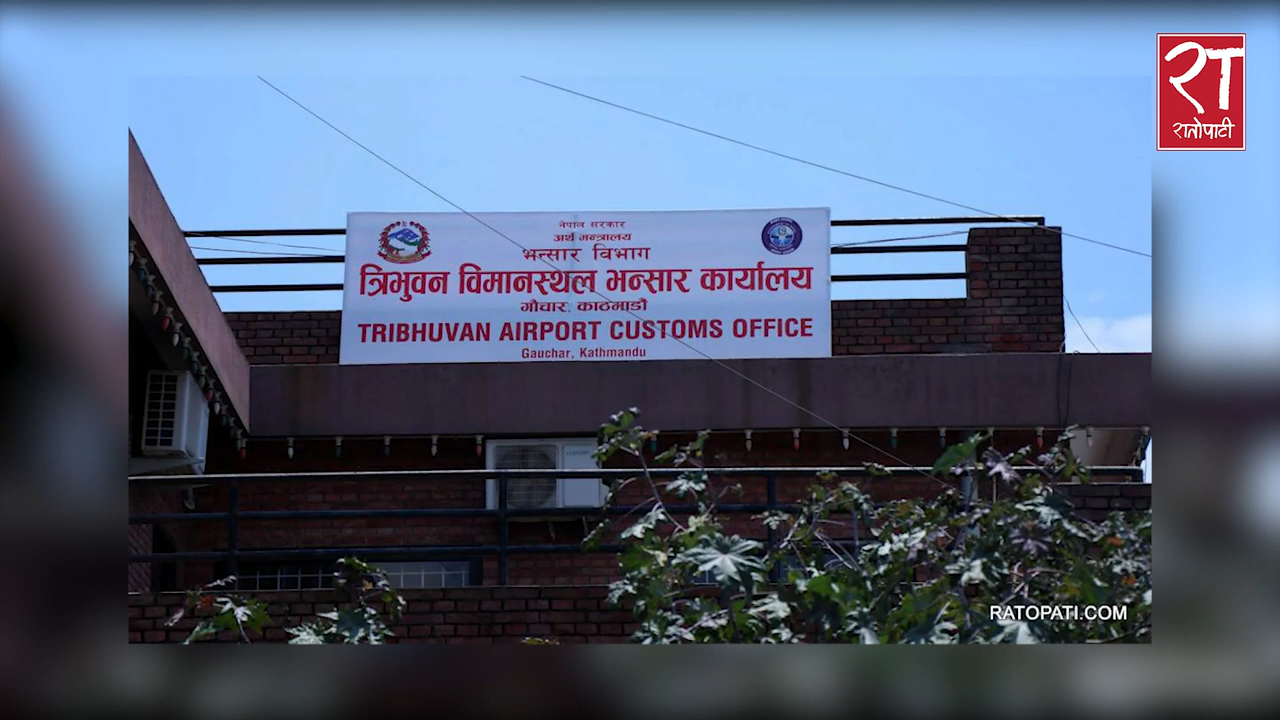 रा
रातोपाटी
नेपाल सरकार
अर्थ मन्त्रालय
भन्सार विभाग
त्रिभुवन विमानस्थल भन्सार कार्यालय
गौचार, काठमाडौं
TRIBHUVAN AIRPORT CUSTOMS OFFICE
Gauchar, Kathmandu
RATOPATI.COM